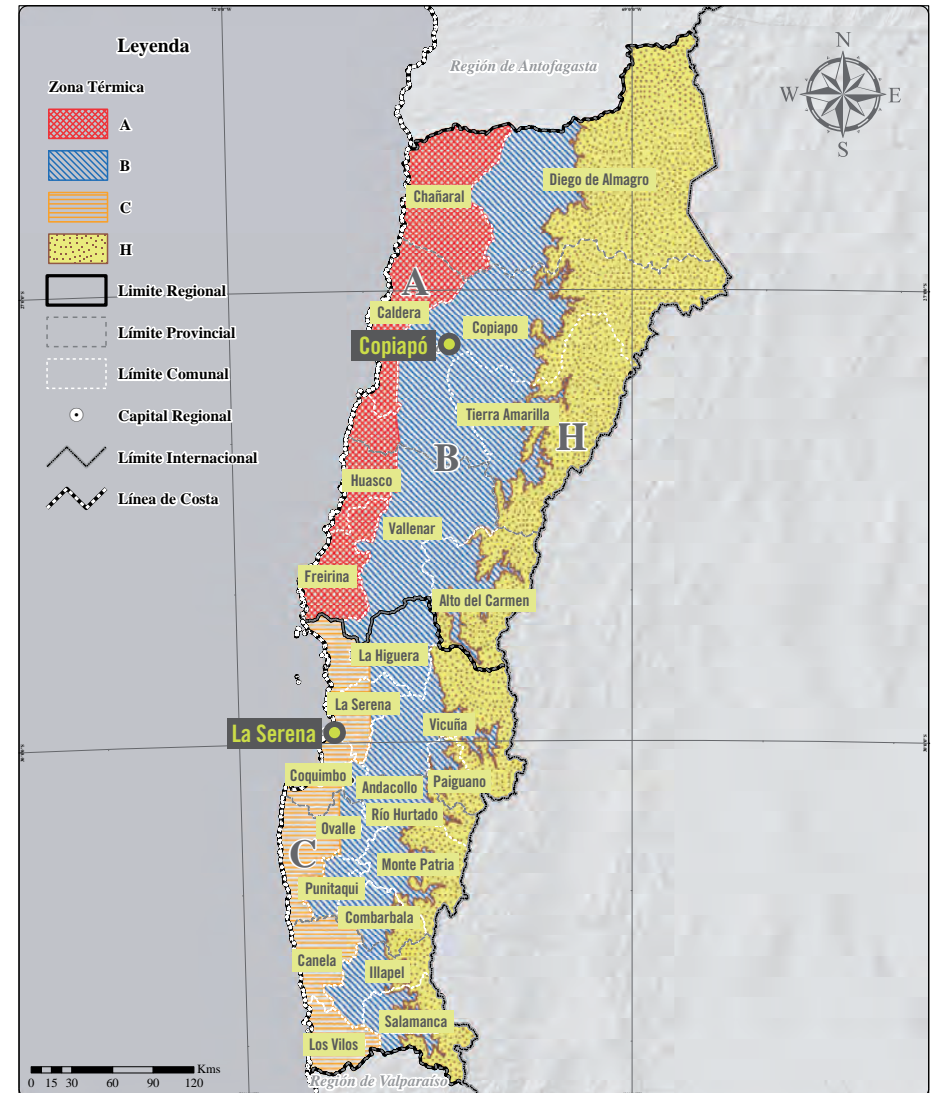 Leyenda
Zona Térmica
A
B
C
H
Limite Regional
Límite Provincial
Límite Comunal
Capital Regional
Límite Internacional
Línea de Costa
0 15 30 60 90 120 Kms
N
W E
S
Región de Antofagasta
Diego de Almagro
Chañaral
A
Caldera
Copiapo
Copiapó
Tierra Amarilla
H
B
Huasco
Vallenar
Freirina
Alto del Carmen
La Higuera
La Serena
Vicuña
La Serena
Coquimbo
Paiguano
Andacollo
Río Hurtado
Ovalle
C
Monte Patria
Punitaqui
Combarbala
Canela
Illapel
Salamanca
Los Vilos
Región de Valparaíso